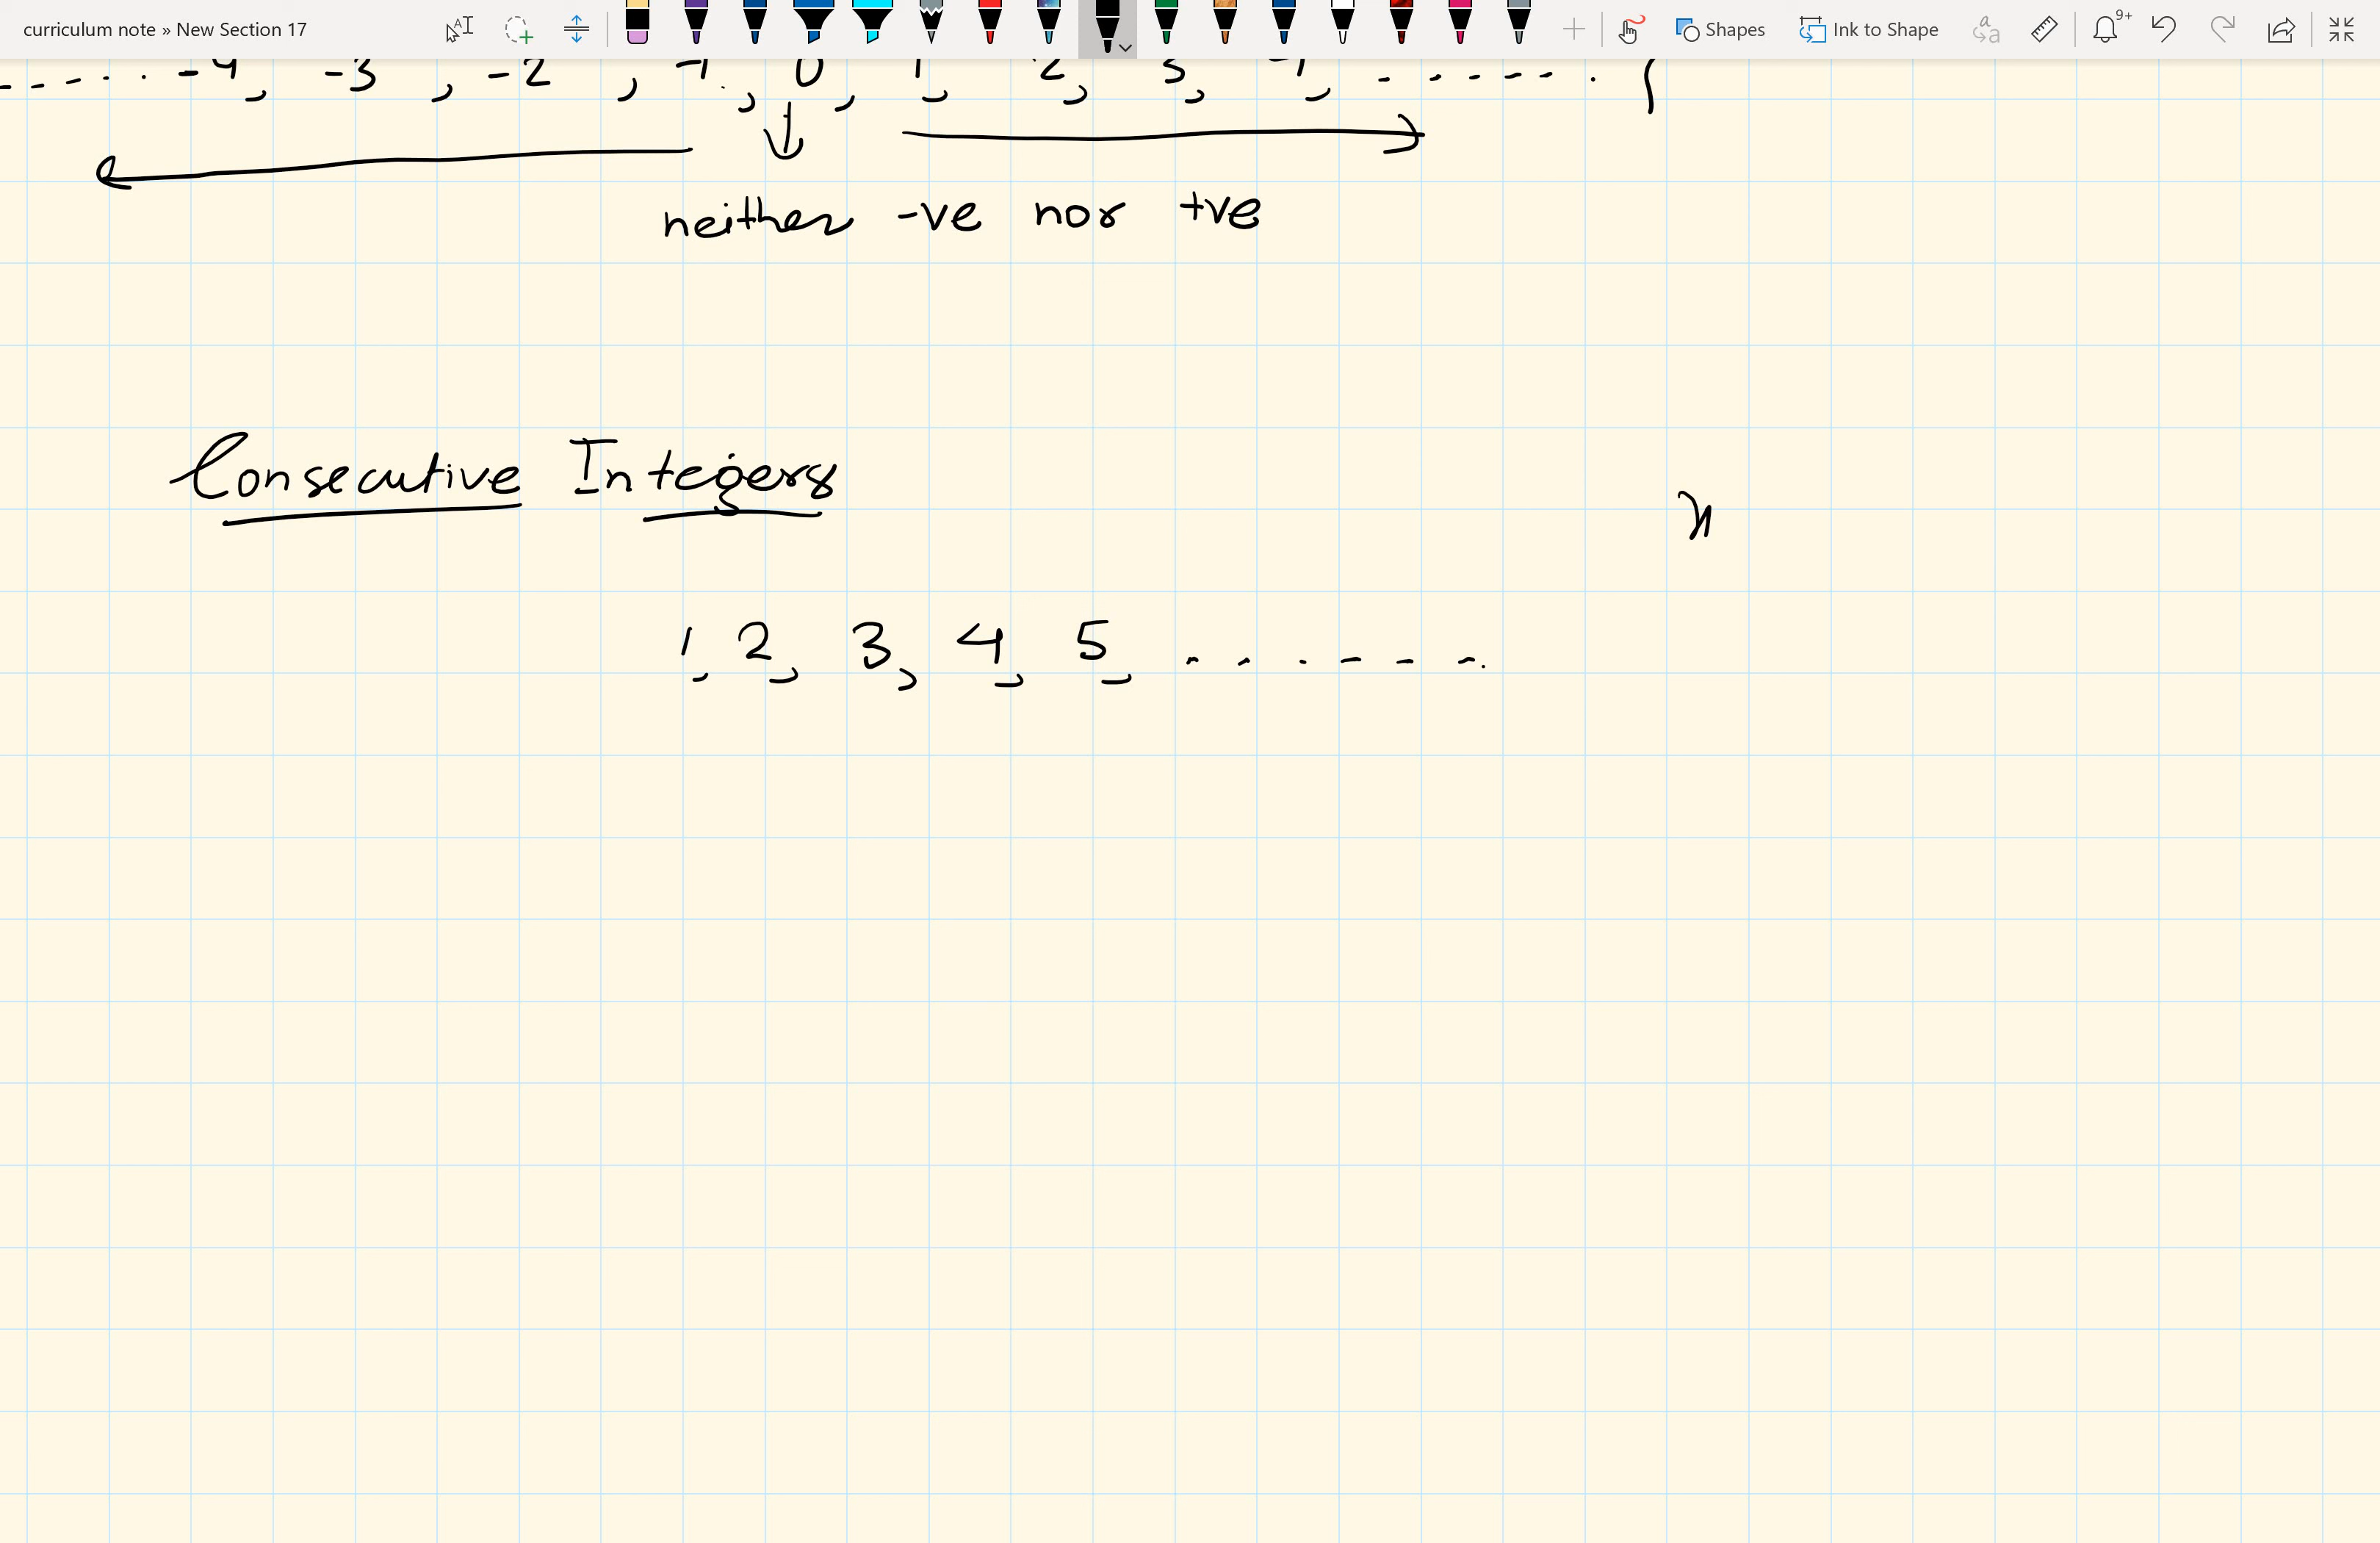 curriculum note » New Section 17
Shapes
Ink to Shape
9+
-----. -4, -3, -2, -1, 0, 1, 2, 3, 4, ------. }
neither -ve nor +ve
Consecutive Integers
x
1, 2, 3, 4, 5, .......